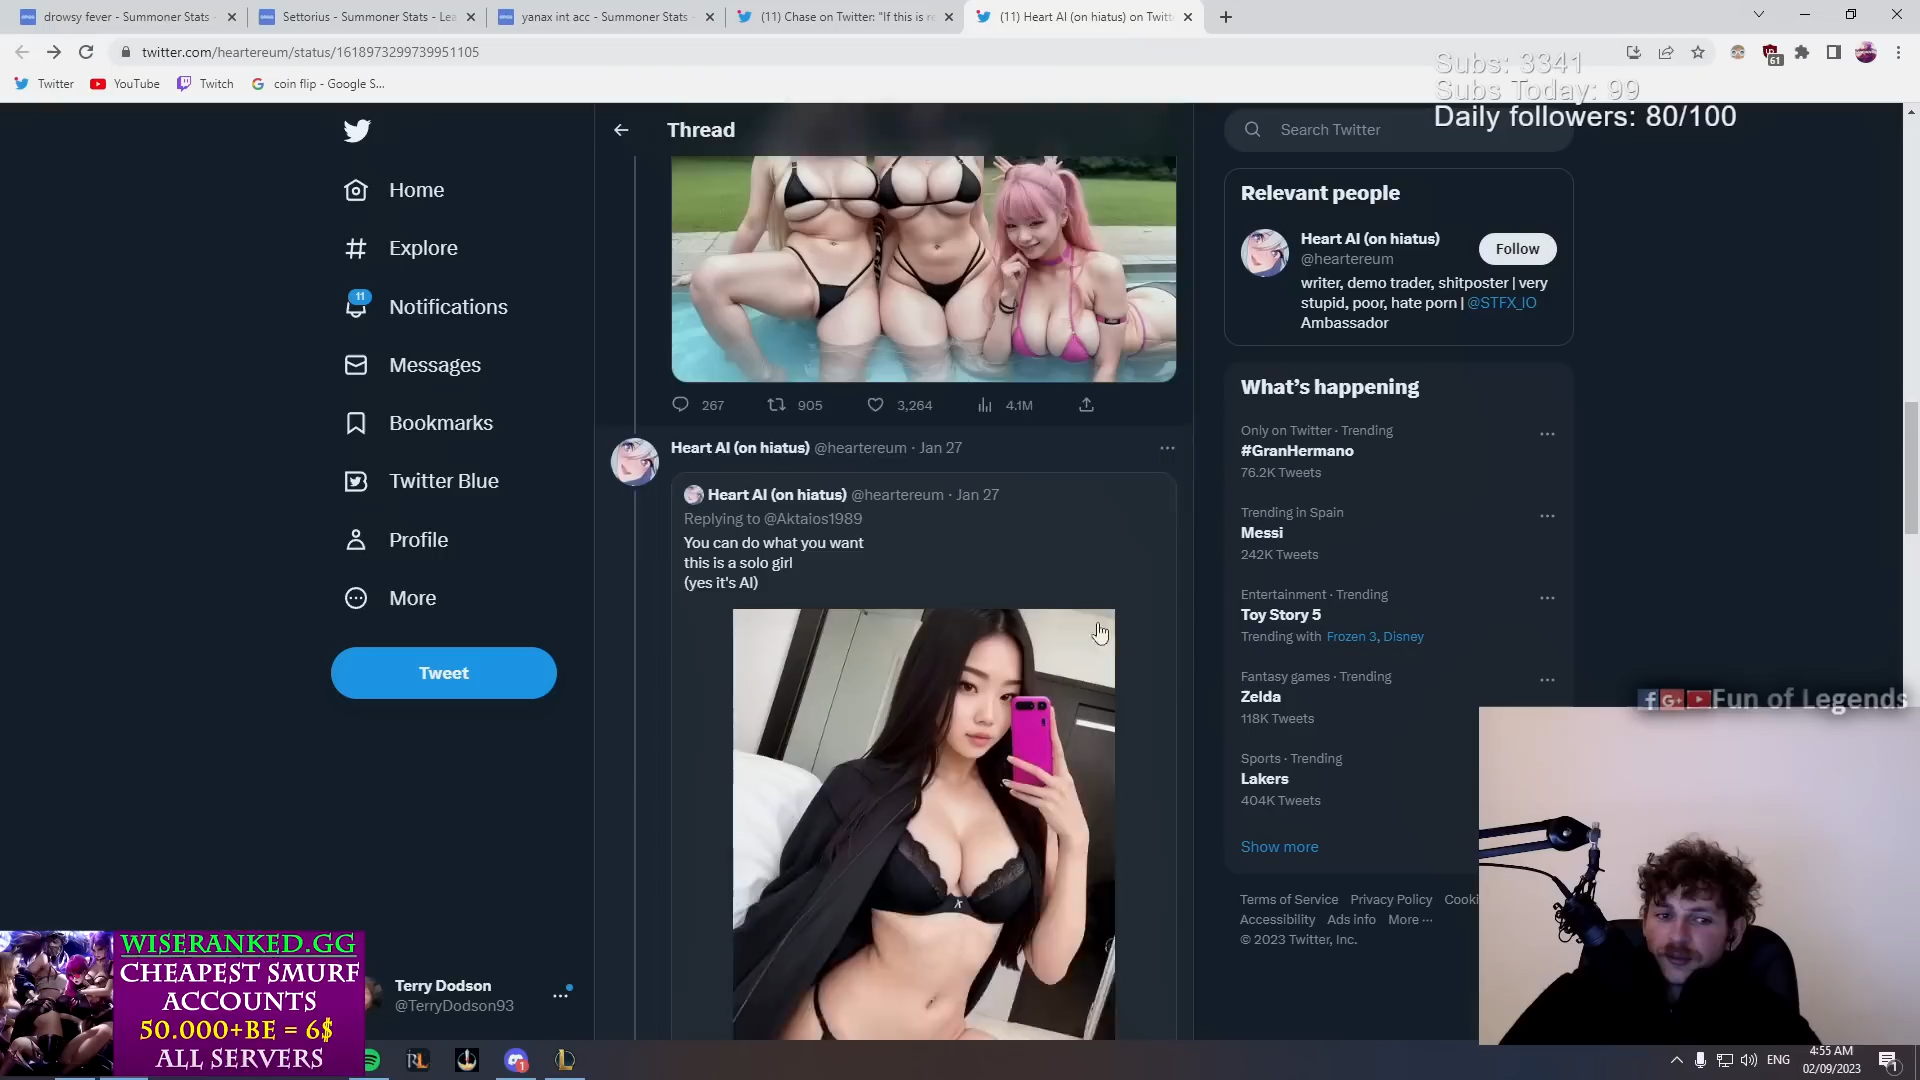 drowsy fever - Summoner Stats
Settorius - Summoner Stats - Lea
yanax int acc - Summoner Stats
(11) Chase on Twitter: "If this is re
(11) Heart AI (on hiatus) on Twitt
twitter.com/heartereum/status/1618973299739951105
61
Twitter
YouTube
Twitch
coin flip - Google S...
Subs: 3341
Subs Today: 99
Daily followers: 80/100
Home
Explore
11
Notifications
Messages
Bookmarks
Twitter Blue
Profile
More
Tweet
Terry Dodson
@TerryDodson93
Thread
267 905 3,264 4.1M
Heart AI (on hiatus) @heartereum · Jan 27
Heart AI (on hiatus) @heartereum · Jan 27
Replying to @Aktaios1989
You can do what you want
this is a solo girl
(yes it's AI)
Search Twitter
Relevant people
Heart AI (on hiatus)
@heartereum
Follow
writer, demo trader, shitposter | very
stupid, poor, hate porn | @STFX_IO
Ambassador
What's happening
Only on Twitter · Trending
#GranHermano
76.2K Tweets
Trending in Spain
Messi
242K Tweets
Entertainment · Trending
Toy Story 5
Trending with Frozen 3, Disney
Fantasy games · Trending
Zelda
118K Tweets
Sports · Trending
Lakers
404K Tweets
Show more
Terms of Service Privacy Policy Cooki
Accessibility Ads info More ···
© 2023 Twitter, Inc.
Fun of Legends
WISERANKED.GG
CHEAPEST SMURF
ACCOUNTS
50.000+BE = 6$
ALL SERVERS
ENG
4:55 AM
02/09/2023